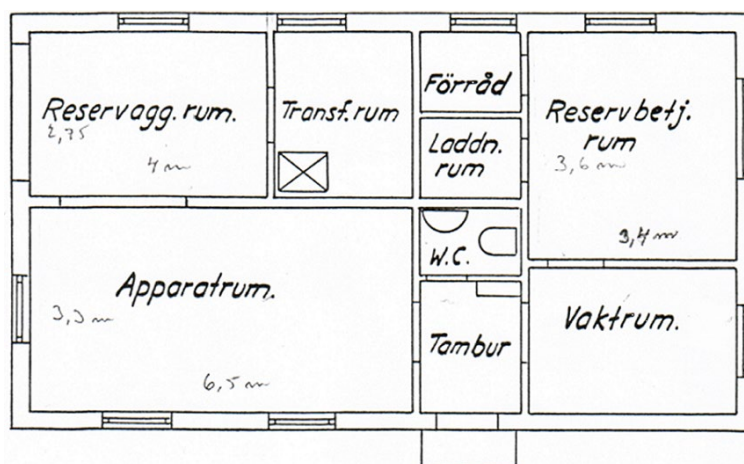 Reservagg.rum.
2,75
4 m
Transf.rum
Förråd
Laddn.
rum
Reservbetj.
rum
3,6 m
3,4 m
W.C.
Apparatrum.
3,3 m
6,5 m
Tambur
Vaktrum.